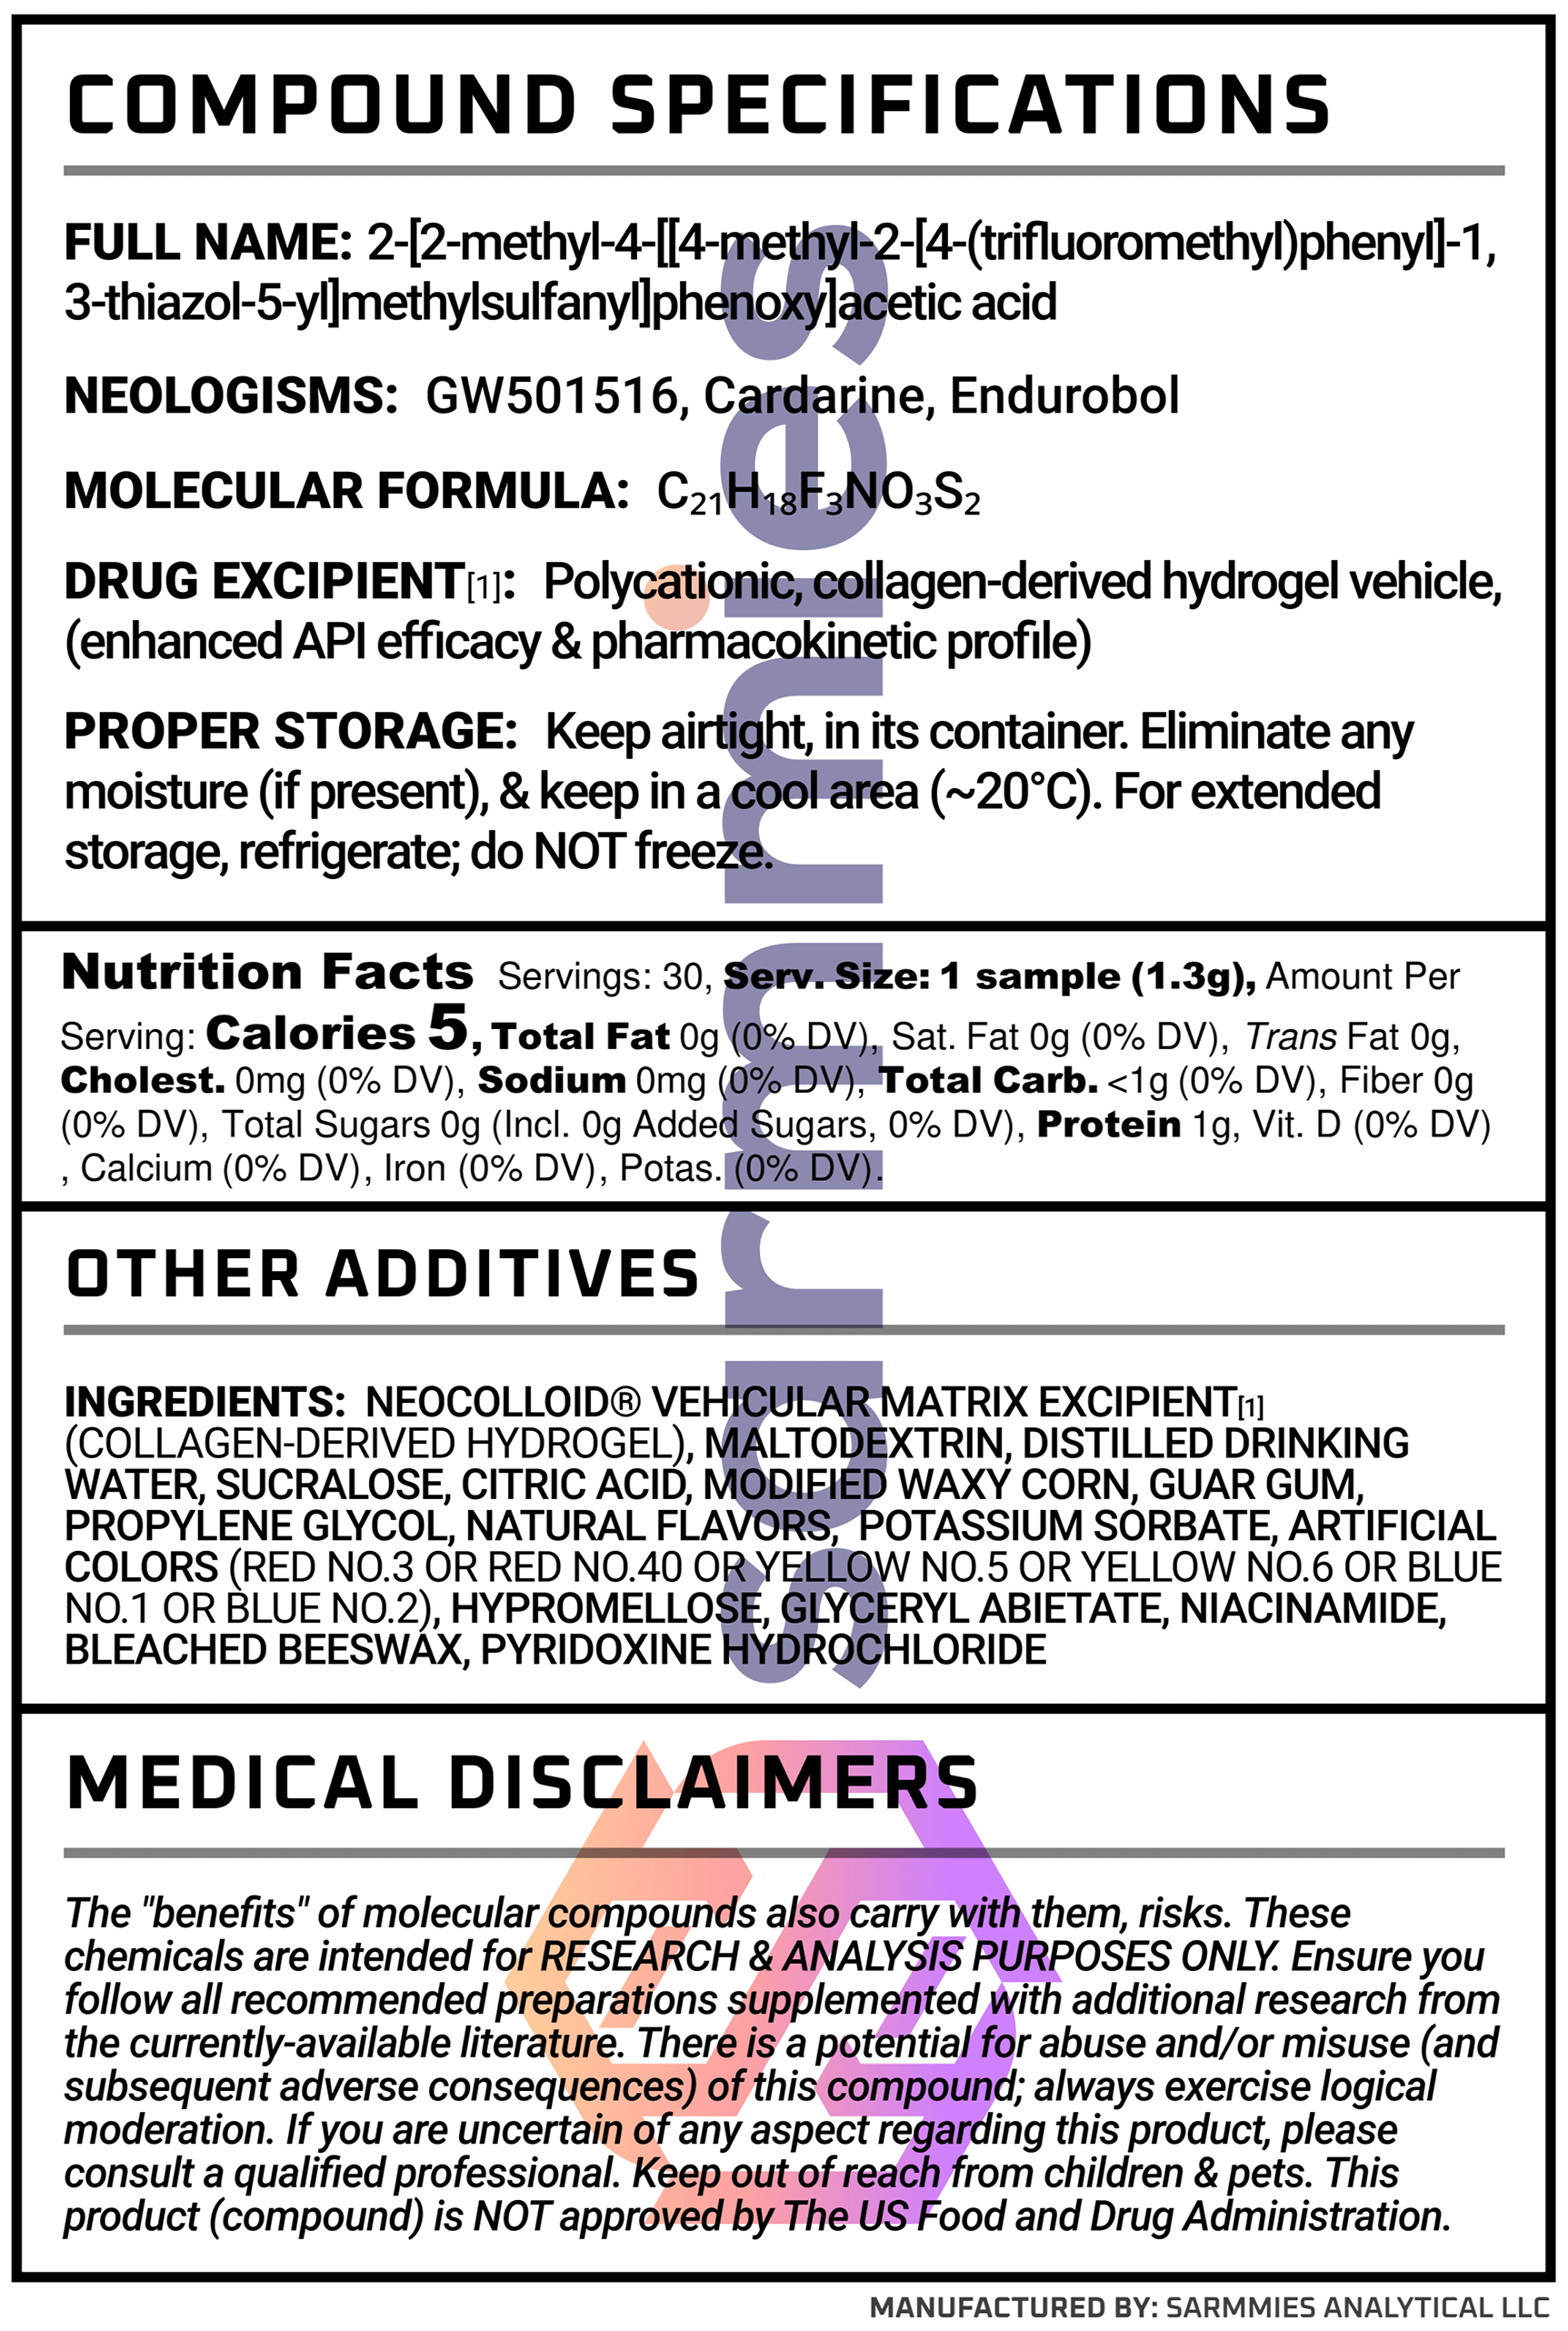 COMPOUND SPECIFICATIONS
FULL NAME: 2-[2-methyl-4-[[4-methyl-2-[4-(trifluoromethyl)phenyl]-1,
3-thiazol-5-yl]methylsulfanyl]phenoxy]acetic acid
NEOLOGISMS: GW501516, Cardarine, Endurobol
MOLECULAR FORMULA: C₂₁H₁₈F₃NO₃S₂
DRUG EXCIPIENT[1]: Polycationic, collagen-derived hydrogel vehicle,
(enhanced API efficacy & pharmacokinetic profile)
PROPER STORAGE: Keep airtight, in its container. Eliminate any
moisture (if present), & keep in a cool area (~20°C). For extended
storage, refrigerate; do NOT freeze.
Nutrition Facts Servings: 30, Serv. Size: 1 sample (1.3g), Amount Per
Serving: Calories 5, Total Fat 0g (0% DV), Sat. Fat 0g (0% DV), Trans Fat 0g,
Cholest. 0mg (0% DV), Sodium 0mg (0% DV), Total Carb. <1g (0% DV), Fiber 0g
(0% DV), Total Sugars 0g (Incl. 0g Added Sugars, 0% DV), Protein 1g, Vit. D (0% DV)
, Calcium (0% DV), Iron (0% DV), Potas. (0% DV).
OTHER ADDITIVES
INGREDIENTS: NEOCOLLOID® VEHICULAR MATRIX EXCIPIENT[1]
(COLLAGEN-DERIVED HYDROGEL), MALTODEXTRIN, DISTILLED DRINKING
WATER, SUCRALOSE, CITRIC ACID, MODIFIED WAXY CORN, GUAR GUM,
PROPYLENE GLYCOL, NATURAL FLAVORS, POTASSIUM SORBATE, ARTIFICIAL
COLORS (RED NO.3 OR RED NO.40 OR YELLOW NO.5 OR YELLOW NO.6 OR BLUE
NO.1 OR BLUE NO.2), HYPROMELLOSE, GLYCERYL ABIETATE, NIACINAMIDE,
BLEACHED BEESWAX, PYRIDOXINE HYDROCHLORIDE
MEDICAL DISCLAIMERS
The "benefits" of molecular compounds also carry with them, risks. These
chemicals are intended for RESEARCH & ANALYSIS PURPOSES ONLY. Ensure you
follow all recommended preparations supplemented with additional research from
the currently-available literature. There is a potential for abuse and/or misuse (and
subsequent adverse consequences) of this compound; always exercise logical
moderation. If you are uncertain of any aspect regarding this product, please
consult a qualified professional. Keep out of reach from children & pets. This
product (compound) is NOT approved by The US Food and Drug Administration.
MANUFACTURED BY: SARMMIES ANALYTICAL LLC
sarmmies